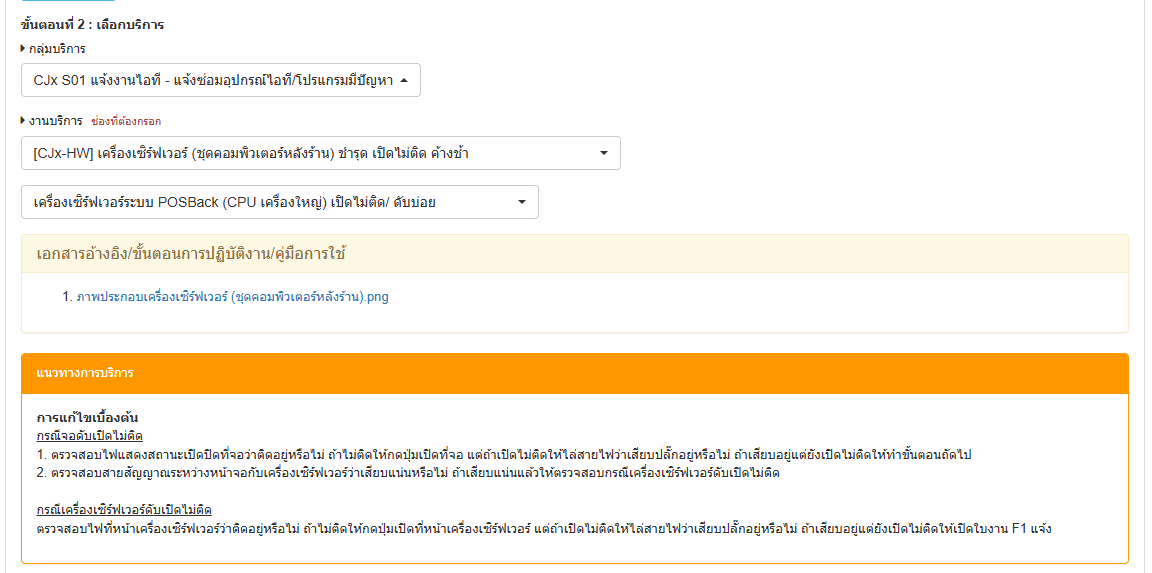 ขั้นตอนที่ 2 : เลือกบริการ
กลุ่มบริการ
CJx S01 แจ้งงานไอที - แจ้งซ่อมอุปกรณ์ไอที/โปรแกรมมีปัญหา
งานบริการ ช่องที่ต้องกรอก
[CJx-HW] เครื่องเซิร์ฟเวอร์ (ชุดคอมพิวเตอร์หลังร้าน) ชำรุด เปิดไม่ติด ค้างช้า
เครื่องเซิร์ฟเวอร์ระบบ POSBack (CPU เครื่องใหญ่) เปิดไม่ติด/ ดับบ่อย
เอกสารอ้างอิง/ขั้นตอนการปฏิบัติงาน/คู่มือการใช้
1. ภาพประกอบเครื่องเซิร์ฟเวอร์ (ชุดคอมพิวเตอร์หลังร้าน).png
แนวทางการบริการ
การแก้ไขเบื้องต้น
กรณีจอดับเปิดไม่ติด
1. ตรวจสอบไฟแสดงสถานะเปิดปิดที่จอว่าติดอยู่หรือไม่ ถ้าไม่ติดให้กดปุ่มเปิดที่จอ แต่ถ้าเปิดไม่ติดให้ไล่สายไฟว่าเสียบปลั๊กอยู่หรือไม่ ถ้าเสียบอยู่แต่ยังเปิดไม่ติดให้ทำขั้นตอนถัดไป
2. ตรวจสอบสายสัญญาณระหว่างหน้าจอกับเครื่องเซิร์ฟเวอร์ว่าเสียบแน่นหรือไม่ ถ้าเสียบแน่นแล้วให้ตรวจสอบกรณีเครื่องเซิร์ฟเวอร์ดับเปิดไม่ติด
กรณีเครื่องเซิร์ฟเวอร์ดับเปิดไม่ติด
ตรวจสอบไฟที่หน้าเครื่องเซิร์ฟเวอร์ว่าติดอยู่หรือไม่ ถ้าไม่ติดให้กดปุ่มเปิดที่หน้าเครื่องเซิร์ฟเวอร์ แต่ถ้าเปิดไม่ติดให้ไล่สายไฟว่าเสียบปลั๊กอยู่หรือไม่ ถ้าเสียบอยู่แต่ยังเปิดไม่ติดให้เปิดใบงาน F1 แจ้ง